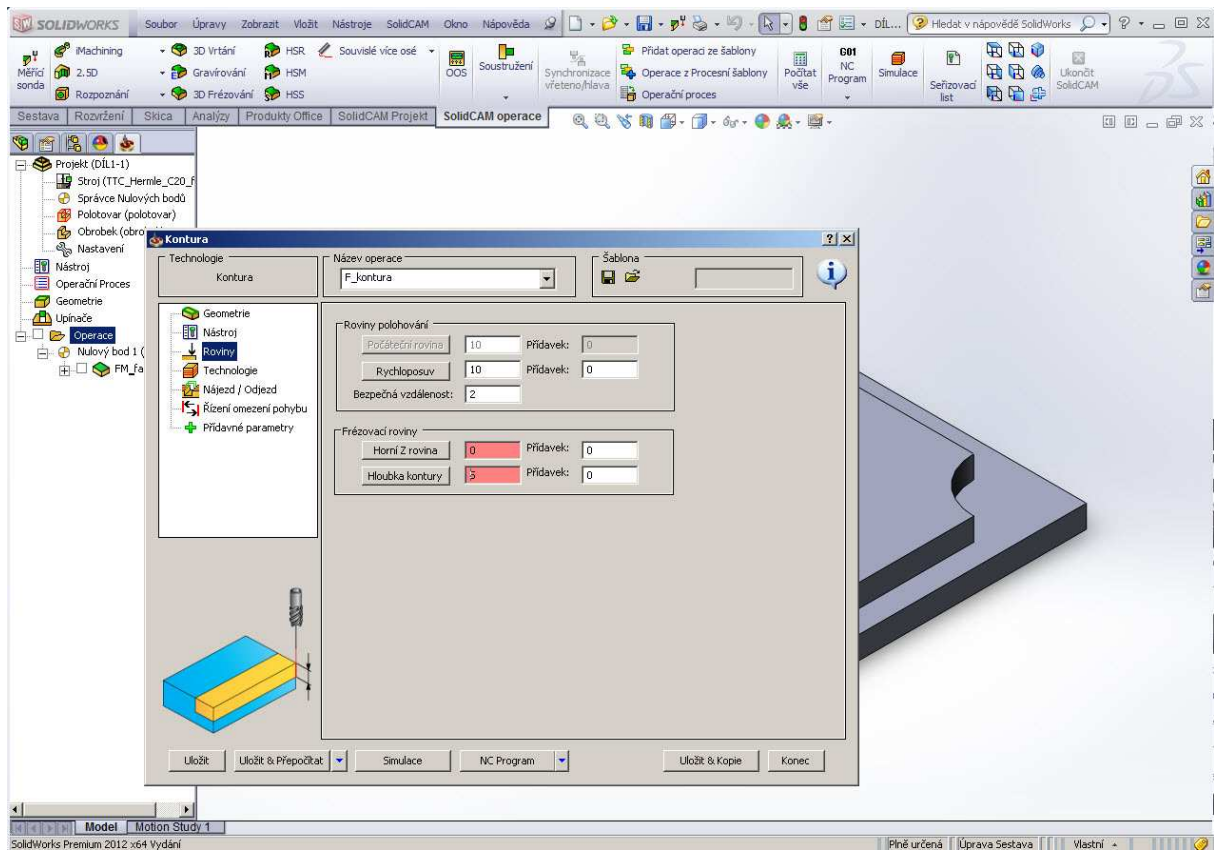 SOLIDWORKS Soubor Úpravy Zobrazit Vložit Nástroje SolidCAM Okno Nápověda DÍL... Hledat v nápovědě SolidWorks
iMachining 3D Vrtání HSR Souvislé více osé Přidat operaci ze šablony
Měřící sonda 2.5D Gravírování HSM OOS Soustružení Synchronizace vřeteno/hlava Operace z Procesní šablony Počítat vše G01 NC Program Simulace Seřizovací list Ukončit SolidCAM
Rozpoznání 3D Frézování HSS Operační proces
Sestava Rozvržení Skica Analýzy Produkty Office SolidCAM Projekt SolidCAM operace
Projekt (DÍL1-1)
Stroj (TTC_Hermle_C20_f
Správce Nulových bodů
Polotovar (polotovar)
Obrobek (obro
Nastavení
Nástroj
Operační Proces
Geometrie
Upínače
Operace
Nulový bod 1 (
FM_fa
Kontura
Technologie
Kontura
Název operace
F_kontura
Šablona
Geometrie
Nástroj
Roviny
Technologie
Nájezd / Odjezd
Řízení omezení pohybu
Přídavné parametry
Roviny polohování
Počáteční rovina 10 Přídavek: 0
Rychloposuv 10 Přídavek: 0
Bezpečná vzdálenost: 2
Frézovací roviny
Horní Z rovina 0 Přídavek: 0
Hloubka kontury 5 Přídavek: 0
Uložit Uložit & Přepočítat Simulace NC Program Uložit & Kopie Konec
Model Motion Study 1
SolidWorks Premium 2012 x64 Vydání Plně určená Úprava Sestava Vlastní